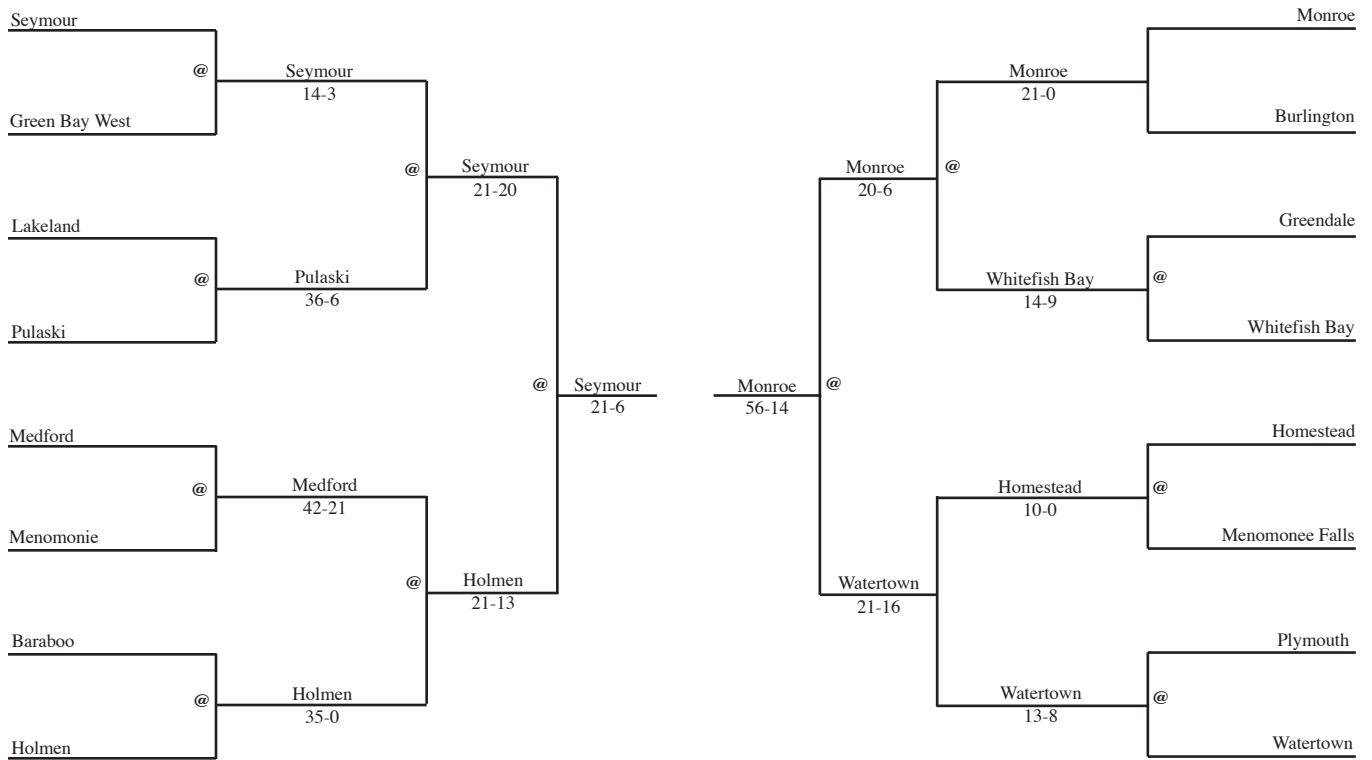 Seymour
@
Green Bay West
Seymour
14-3
Lakeland
@
Pulaski
Pulaski
36-6
@
Seymour
21-20
Medford
@
Menomonie
Medford
42-21
Baraboo
@
Holmen
Holmen
35-0
@
Holmen
21-13
@
Seymour
21-6
Monroe
56-14
@
Monroe
20-6
@
Monroe
21-0
Monroe
Burlington
Whitefish Bay
14-9
Greendale
@
Whitefish Bay
Watertown
21-16
Homestead
10-0
Homestead
@
Menomonee Falls
Watertown
13-8
Plymouth
@
Watertown